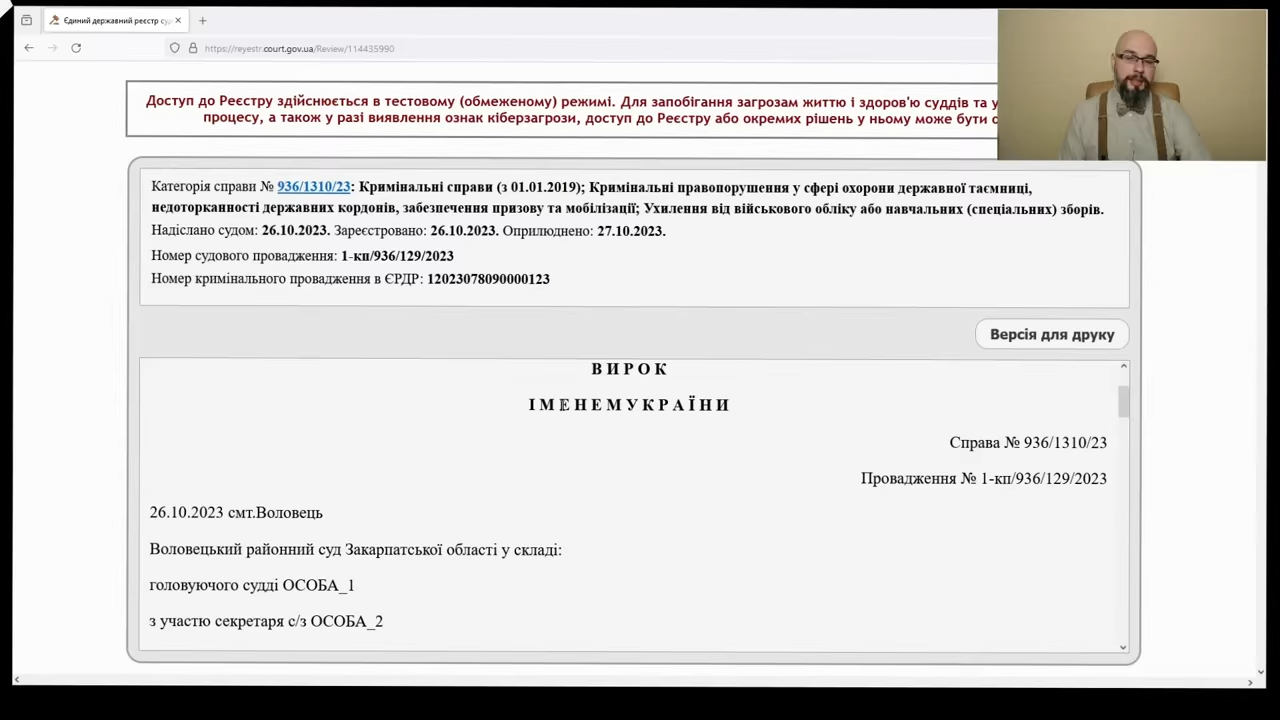 Єдиний державний реєстр суд
https://reyestr.court.gov.ua/Review/114435990
Доступ до Реєстру здійснюється в тестовому (обмеженому) режимі. Для запобігання загрозам життю і здоров'ю суддів та у
процесу, а також у разі виявлення ознак кіберзагрози, доступ до Реєстру або окремих рішень у ньому може бути о
Категорія справи № 936/1310/23: Кримінальні справи (з 01.01.2019); Кримінальні правопорушення у сфері охорони державної таємниці,
недоторканності державних кордонів, забезпечення призову та мобілізації; Ухилення від військового обліку або навчальних (спеціальних) зборів.
Надіслано судом: 26.10.2023. Зареєстровано: 26.10.2023. Оприлюднено: 27.10.2023.
Номер судового провадження: 1-кп/936/129/2023
Номер кримінального провадження в ЄРДР: 12023078090000123
Версія для друку
В И Р О К
І М Е Н Е М У К Р А Ї Н И
Справа № 936/1310/23
Провадження № 1-кп/936/129/2023
26.10.2023 смт.Воловець
Воловецький районний суд Закарпатської області у складі:
головуючого судді ОСОБА_1
з участю секретаря с/з ОСОБА_2